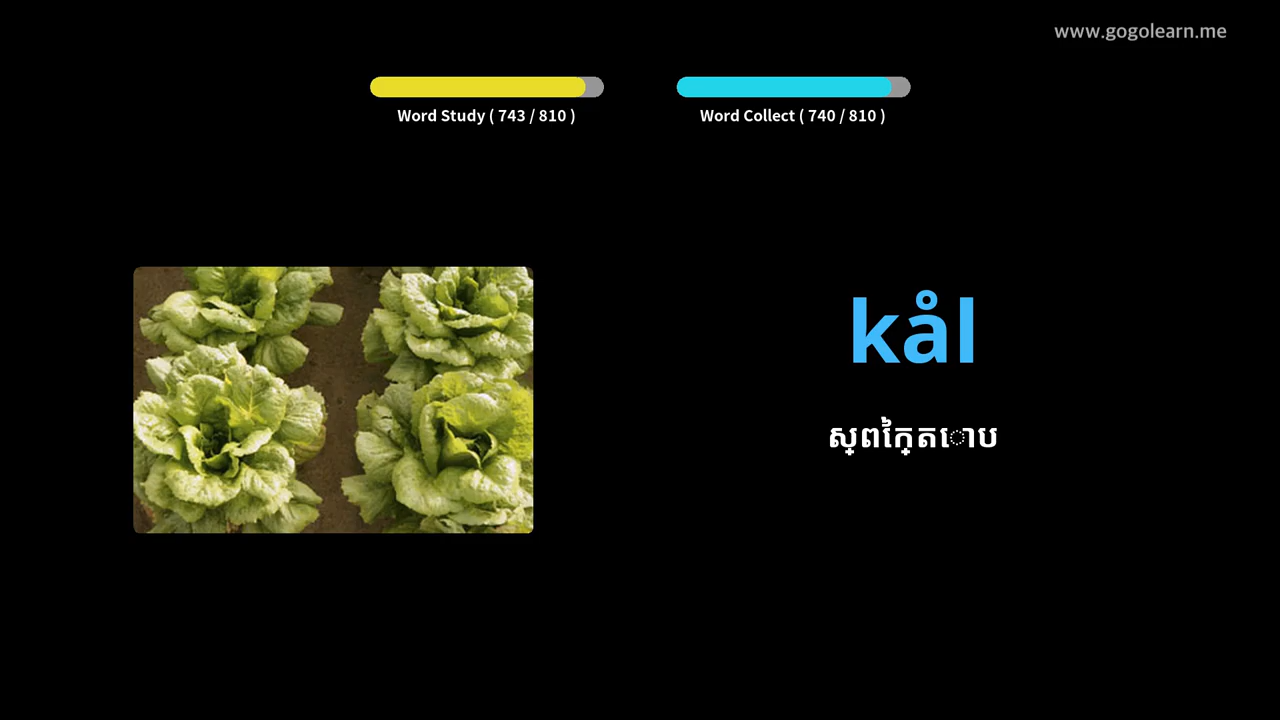 www.gogolearn.me
Word Study ( 743 / 810 )
Word Collect ( 740 / 810 )
kål
ស្ពក្តៃោប